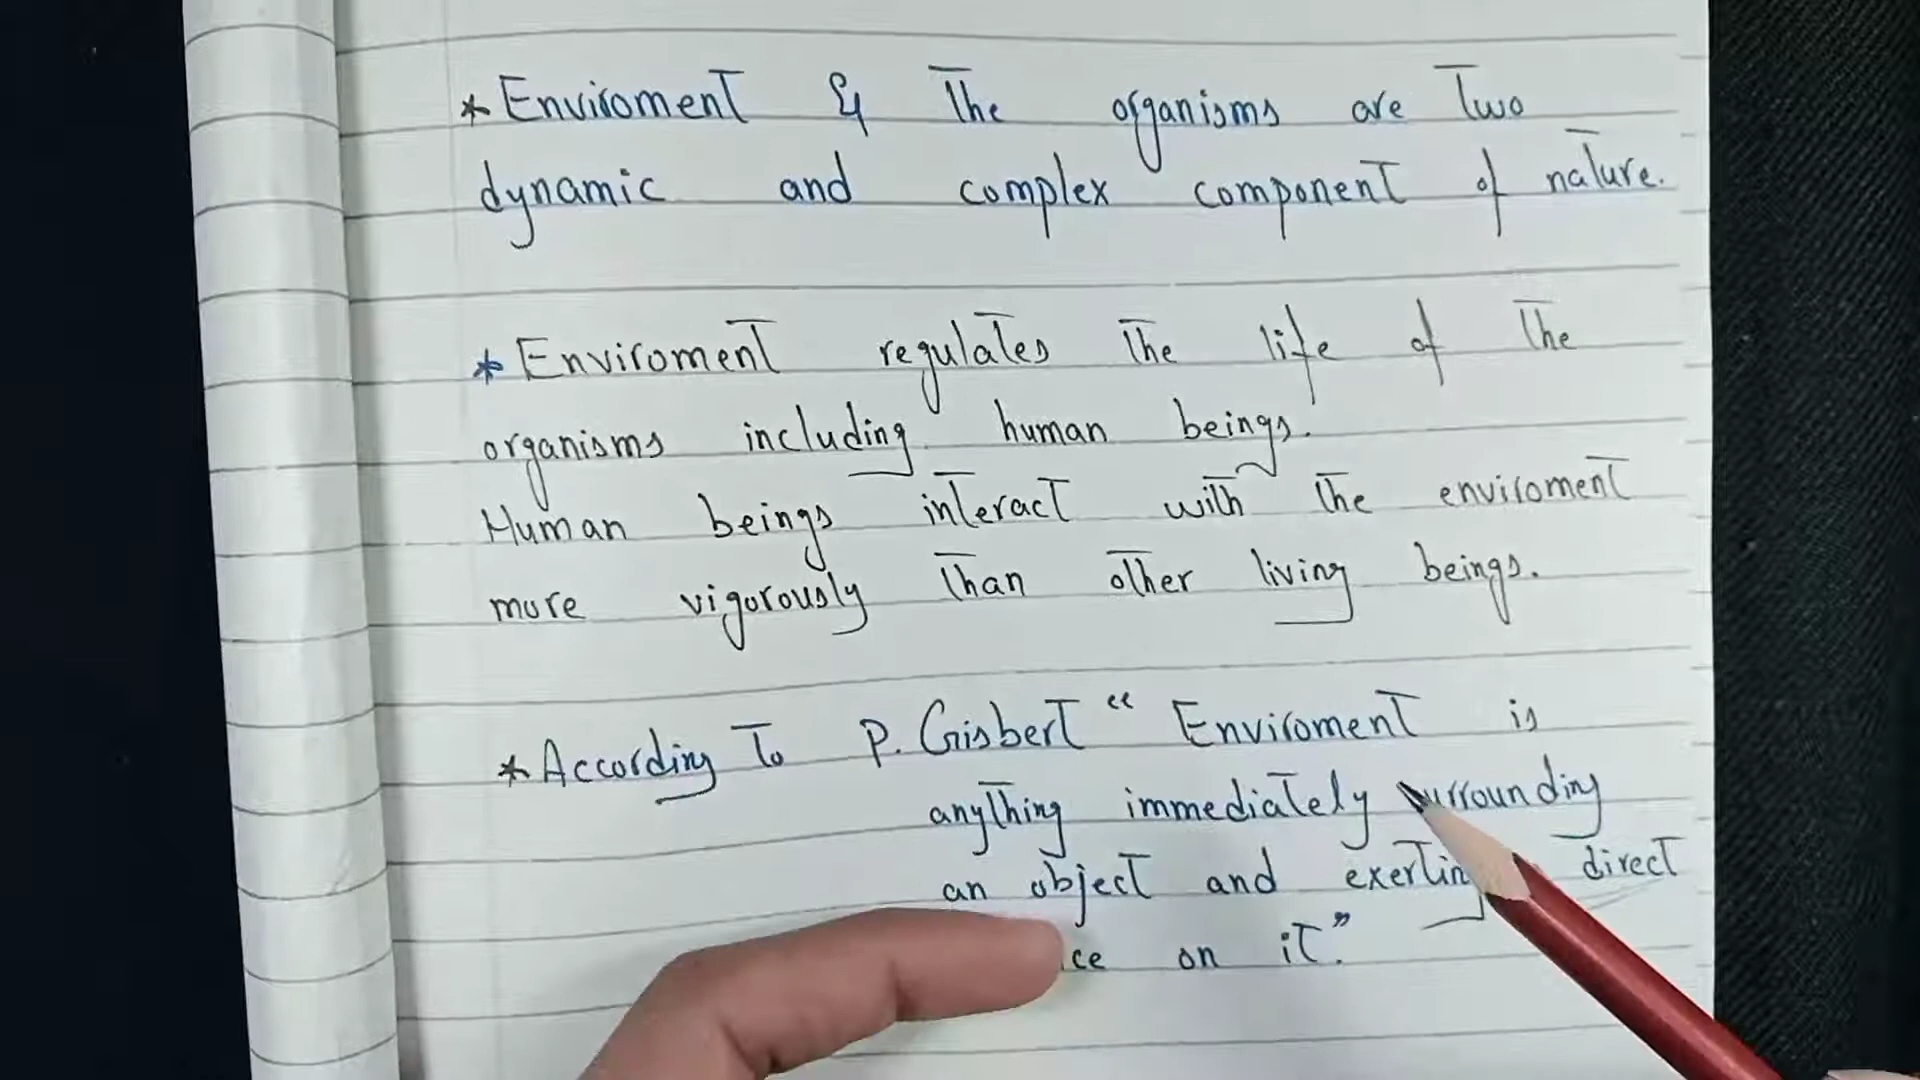 * Enviroment & the organisms are two
dynamic and complex component of nature.
* Enviroment regulates the life of the
organisms including human beings.
Human beings interact with the enviroment
more vigorously than other living beings.
* According to P. Gisbert “ Enviroment is
anything immediately surrounding
an object and exerting direct
on it”.